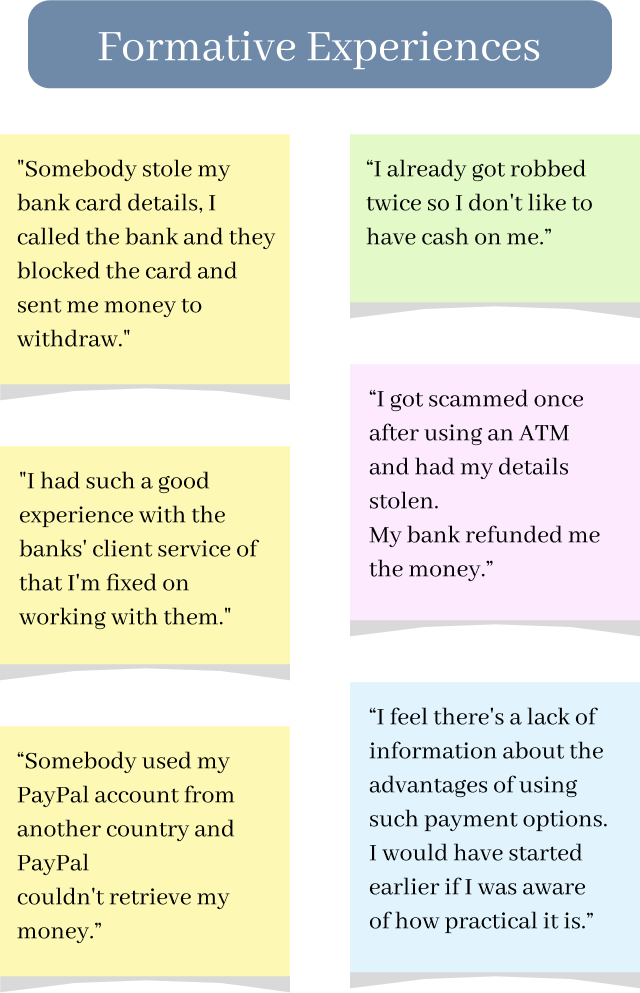 Formative Experiences
"Somebody stole my
bank card details, I
called the bank and they
blocked the card and
sent me money to
withdraw."
"I had such a good
experience with the
banks' client service of
that I'm fixed on
working with them."
“Somebody used my
PayPal account from
another country and
PayPal
couldn't retrieve my
money.”
“I already got robbed
twice so I don't like to
have cash on me.”
“I got scammed once
after using an ATM
and had my details
stolen.
My bank refunded me
the money.”
“I feel there's a lack of
information about the
advantages of using
such payment options.
I would have started
earlier if I was aware
of how practical it is.”